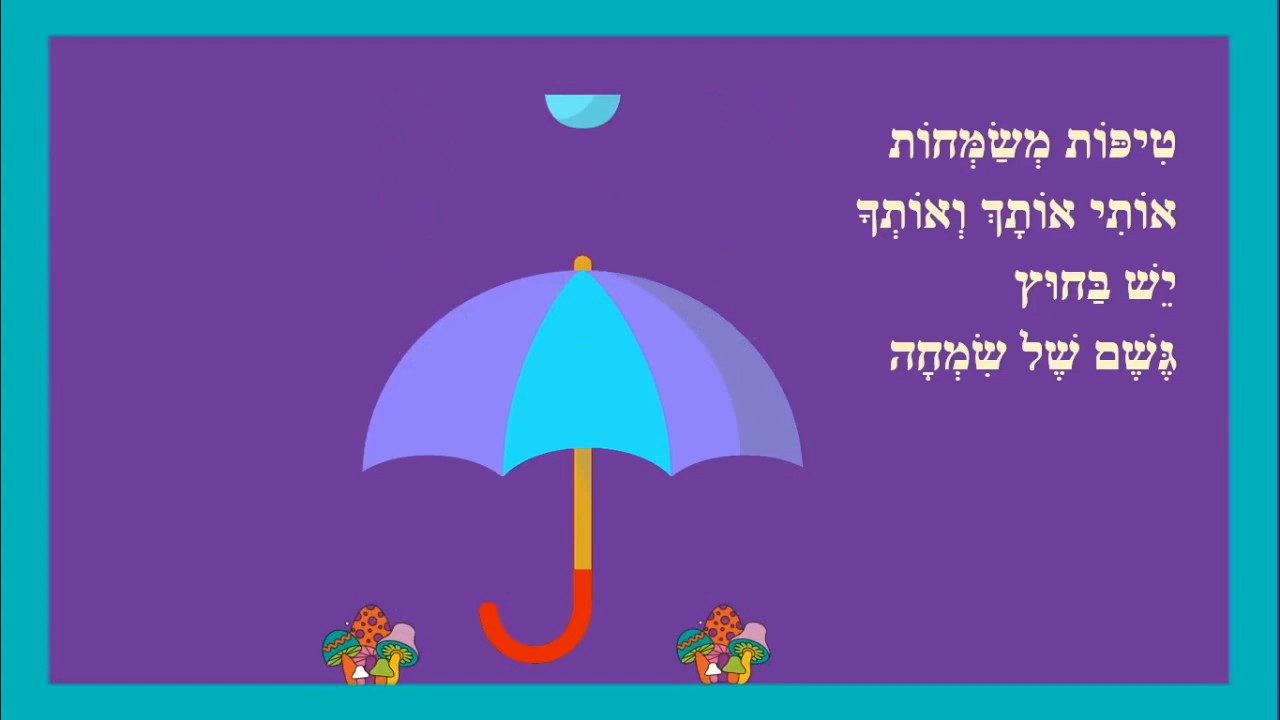 טִיפּוֹת מְשַׂמְּחוֹת
אוֹתִי אוֹתָךְ וְאוֹתְךָ
יֵשׁ בַּחוּץ
גֶּשֶׁם שֶׁל שִׂמְחָה